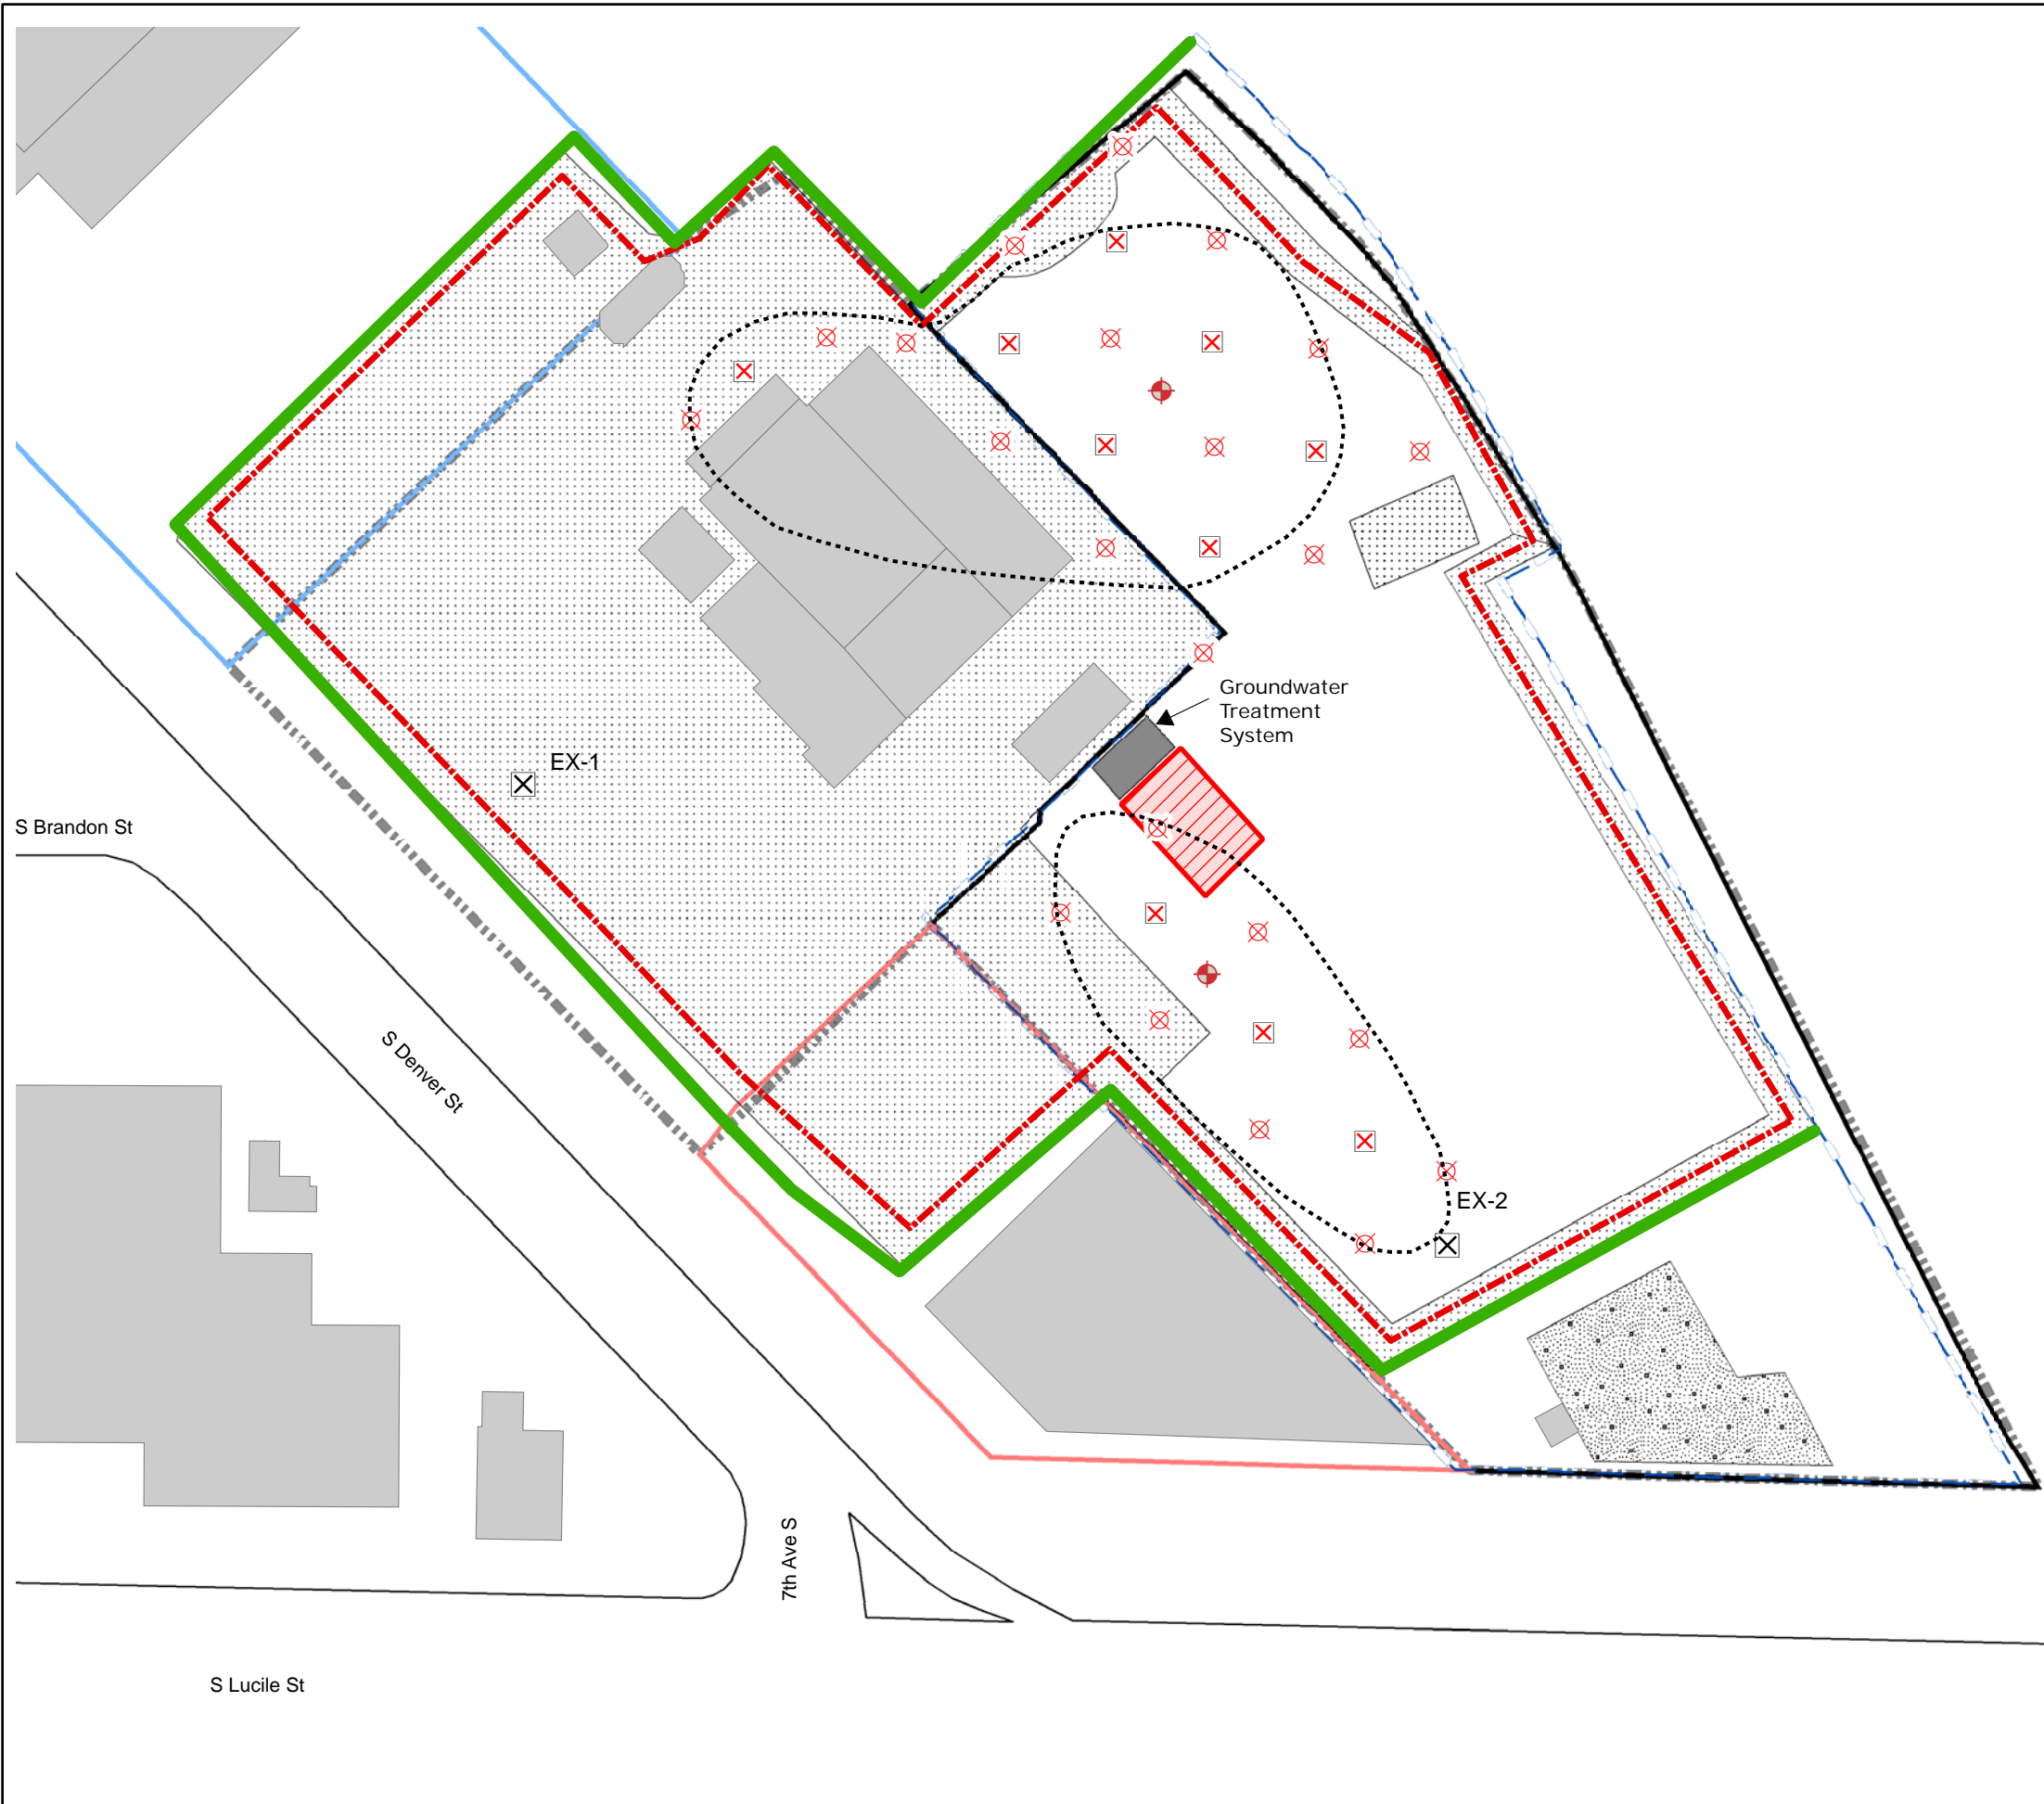 Groundwater
Treatment
System
EX-1
S Brandon St
S Denver St
EX-2
7th Ave S
S Lucile St